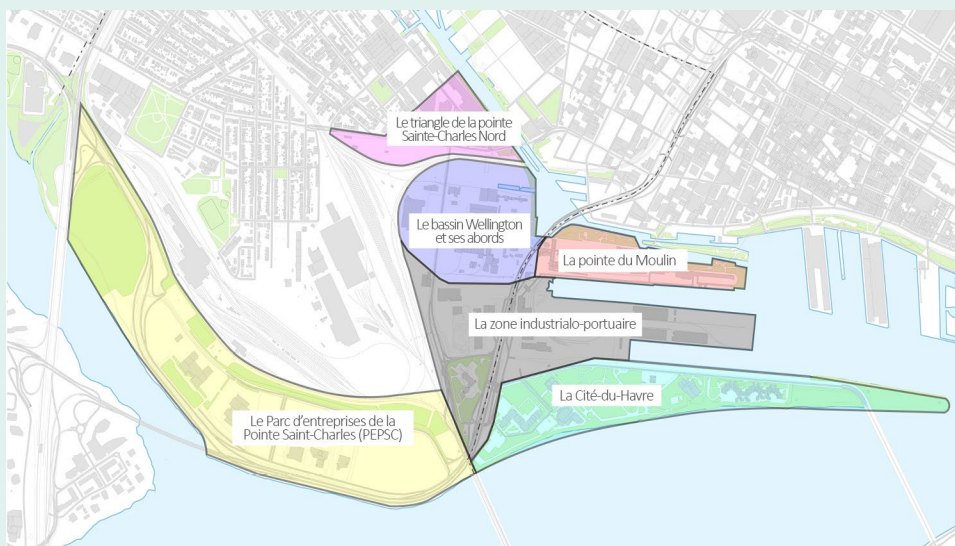 Le triangle de la pointe
Sainte-Charles Nord
Le bassin Wellington
et ses abords
La pointe du Moulin
La zone industrialo-portuaire
La Cité-du-Havre
Le Parc d'entreprises de la
Pointe Saint-Charles (PEPSC)